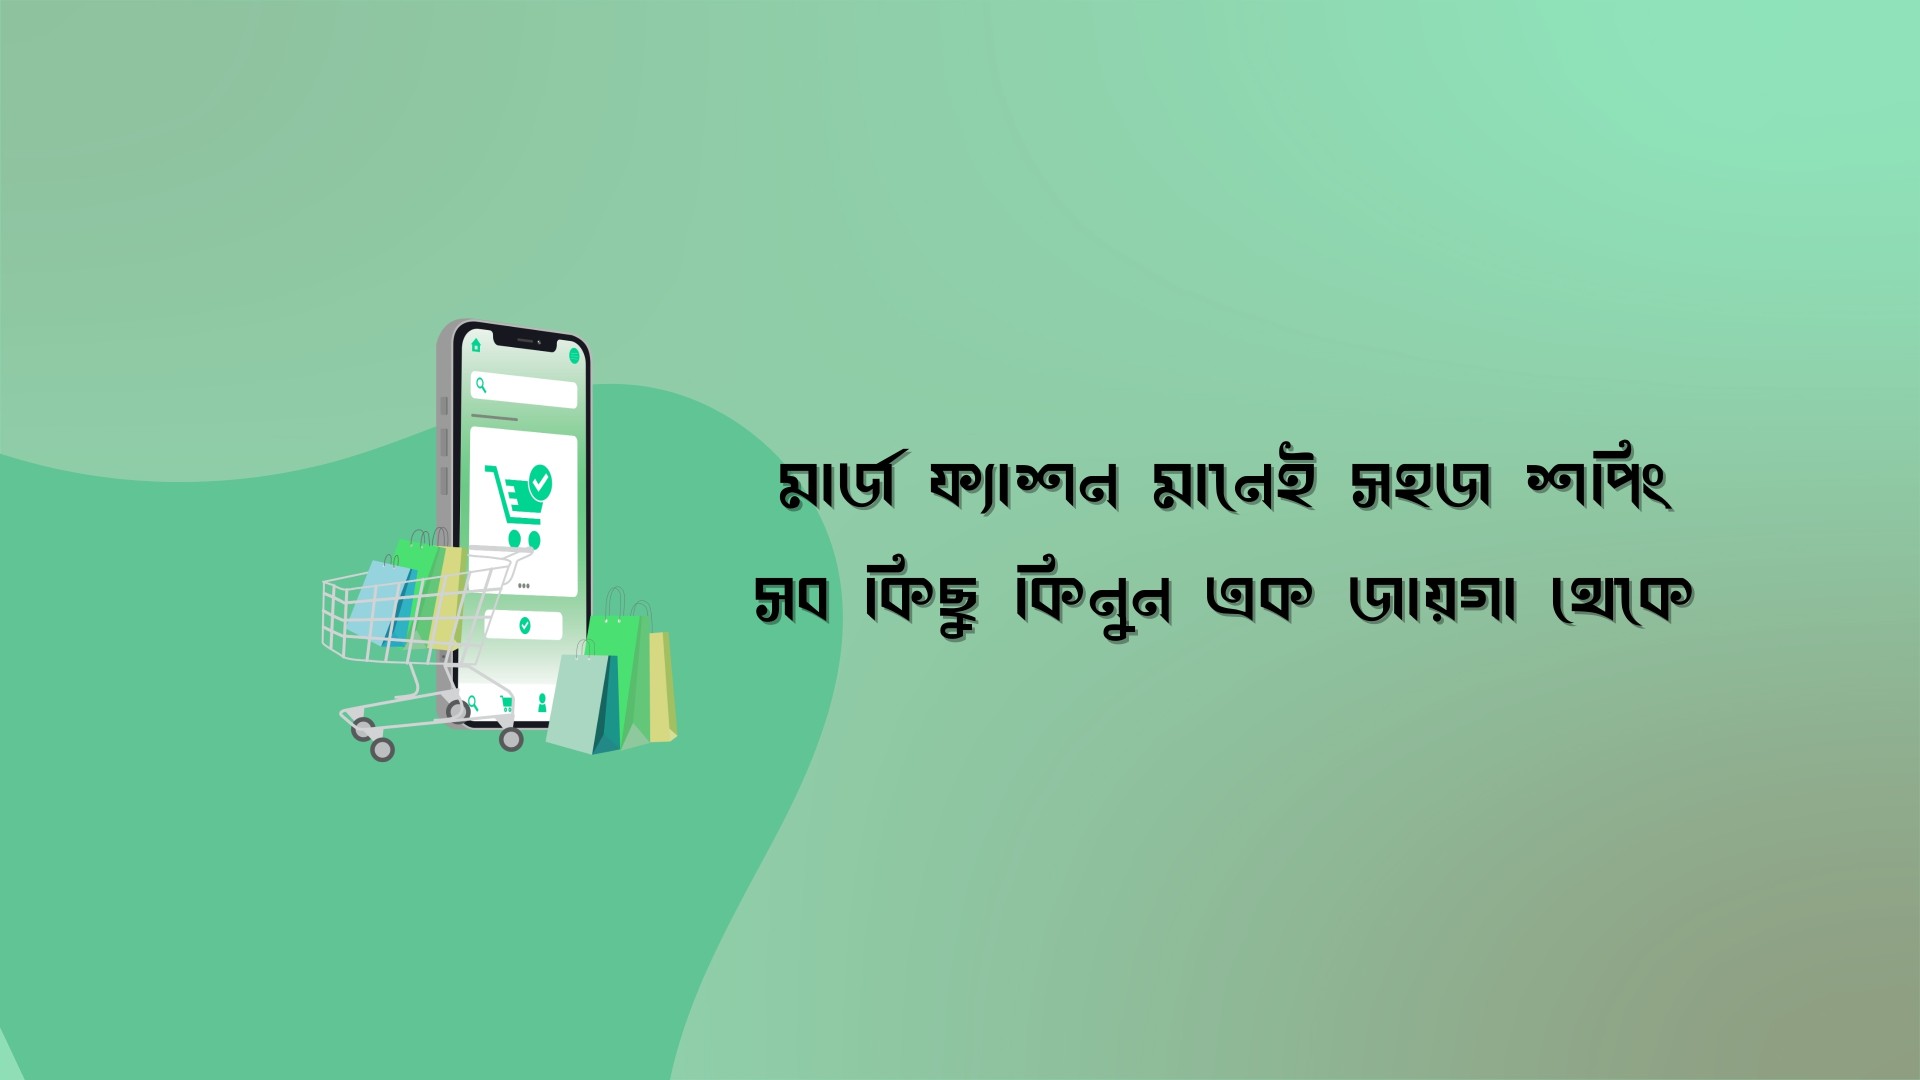 মার্জ ফ্যাশন মানেই সহজ শপিং
সব কিছু কিনুন এক জায়গা থেকে